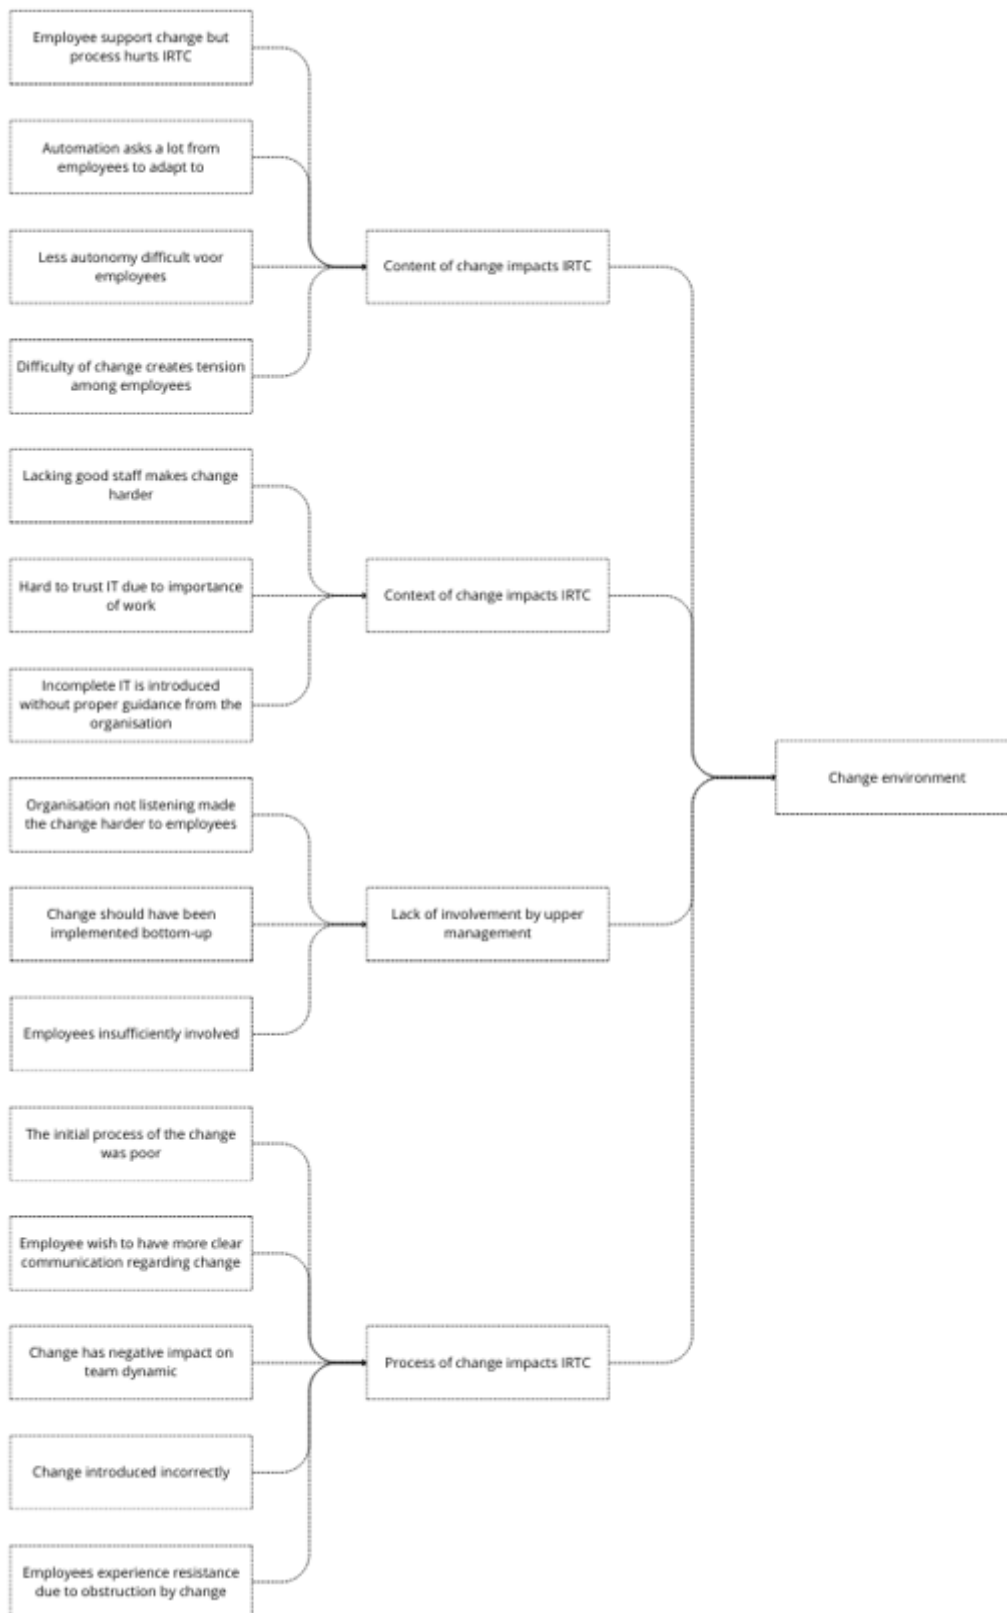 Employee support change but
process hurts IRTC
Automation asks a lot from
employees to adapt to
Less autonomy difficult voor
employees
Difficulty of change creates tension
among employees
Content of change impacts IRTC
Lacking good staff makes change
harder
Hard to trust IT due to importance
of work
Incomplete IT is introduced
without proper guidance from the
organisation
Context of change impacts IRTC
Organisation not listening made
the change harder to employees
Change should have been
implemented bottom-up
Employees insufficiently involved
Lack of involvement by upper
management
The initial process of the change
was poor
Employee wish to have more clear
communication regarding change
Change has negative impact on
team dynamic
Change introduced incorrectly
Employees experience resistance
due to obstruction by change
Process of change impacts IRTC
Change environment